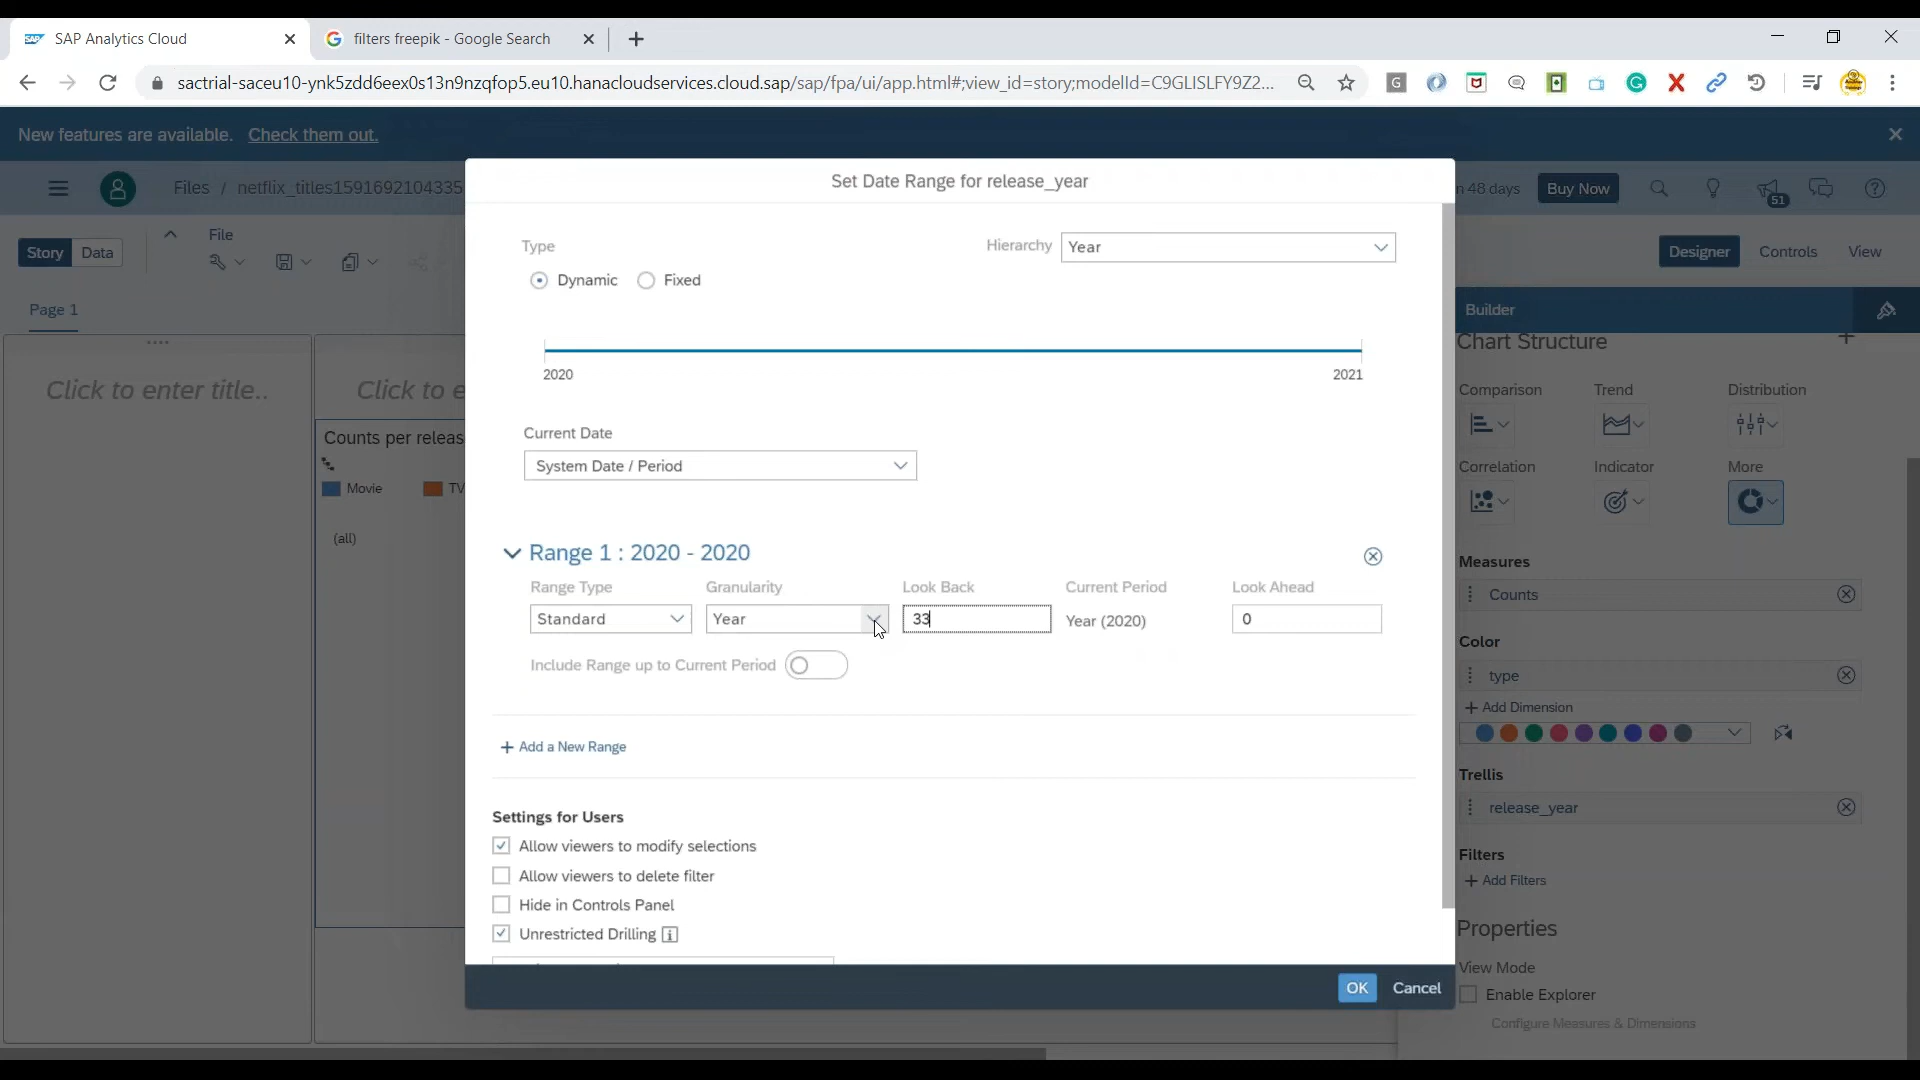 SAP Analytics Cloud
filters freepik - Google Search
sactrial-saceu10-ynk5zdd6eex0s13n9nzqfop5.eu10.hanacloudservices.cloud.sap/sap/fpa/ui/app.html#;view_id=story;modelId=C9GLISLFY9Z2...
New features are available. Check them out.
Files / netflix_titles1591692104335
n 48 days
Buy Now
51
Story Data
File
Designer Controls View
Page 1
Builder
Chart Structure
Click to enter title..
Click to e
Counts per releas
Movie TV
(all)
Set Date Range for release_year
Type
Hierarchy Year
Dynamic Fixed
2020 2021
Current Date
System Date / Period
Range 1 : 2020 - 2020
Range Type Granularity Look Back Current Period Look Ahead
Standard Year 33 Year (2020) 0
Include Range up to Current Period
+ Add a New Range
Settings for Users
Allow viewers to modify selections
Allow viewers to delete filter
Hide in Controls Panel
Unrestricted Drilling
OK Cancel
Comparison Trend Distribution
Correlation Indicator More
Measures
Counts
Color
type
+ Add Dimension
Trellis
release_year
Filters
+ Add Filters
Properties
View Mode
Enable Explorer
Configure Measures & Dimensions